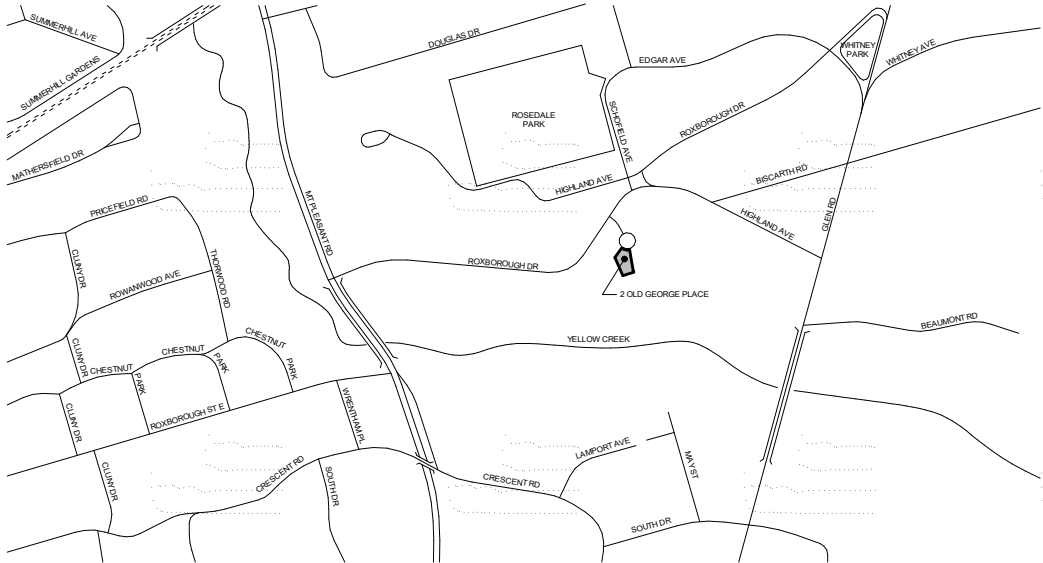 SUMMERHILL AVE
SUMMERHILL GARDENS
MATHERSFIELD DR
DOUGLAS DR
EDGAR AVE
WHITNEY
PARK
WHITNEY AVE
ROSEDALE
PARK
SCHOFIELD AVE
ROXBOROUGH DR
HIGHLAND AVE
BISCARTH RD
HIGHLAND AVE
GLEN RD
MT PLEASANT RD
PRICEFIELD RD
CLUNY DR
ROWANWOOD AVE
THORWOOD RD
ROXBOROUGH DR
2 OLD GEORGE PLACE
BEAUMONT RD
YELLOW CREEK
CHESTNUT
PARK
CHESTNUT
PARK
CHESTNUT
PARK
CLUNY DR
CLUNY DR
ROXBOROUGH ST E
WRENTHAM PL
CLUNY DR
CRESCENT RD
SOUTH DR
CRESCENT RD
LAMPORT AVE
MAY ST
SOUTH DR